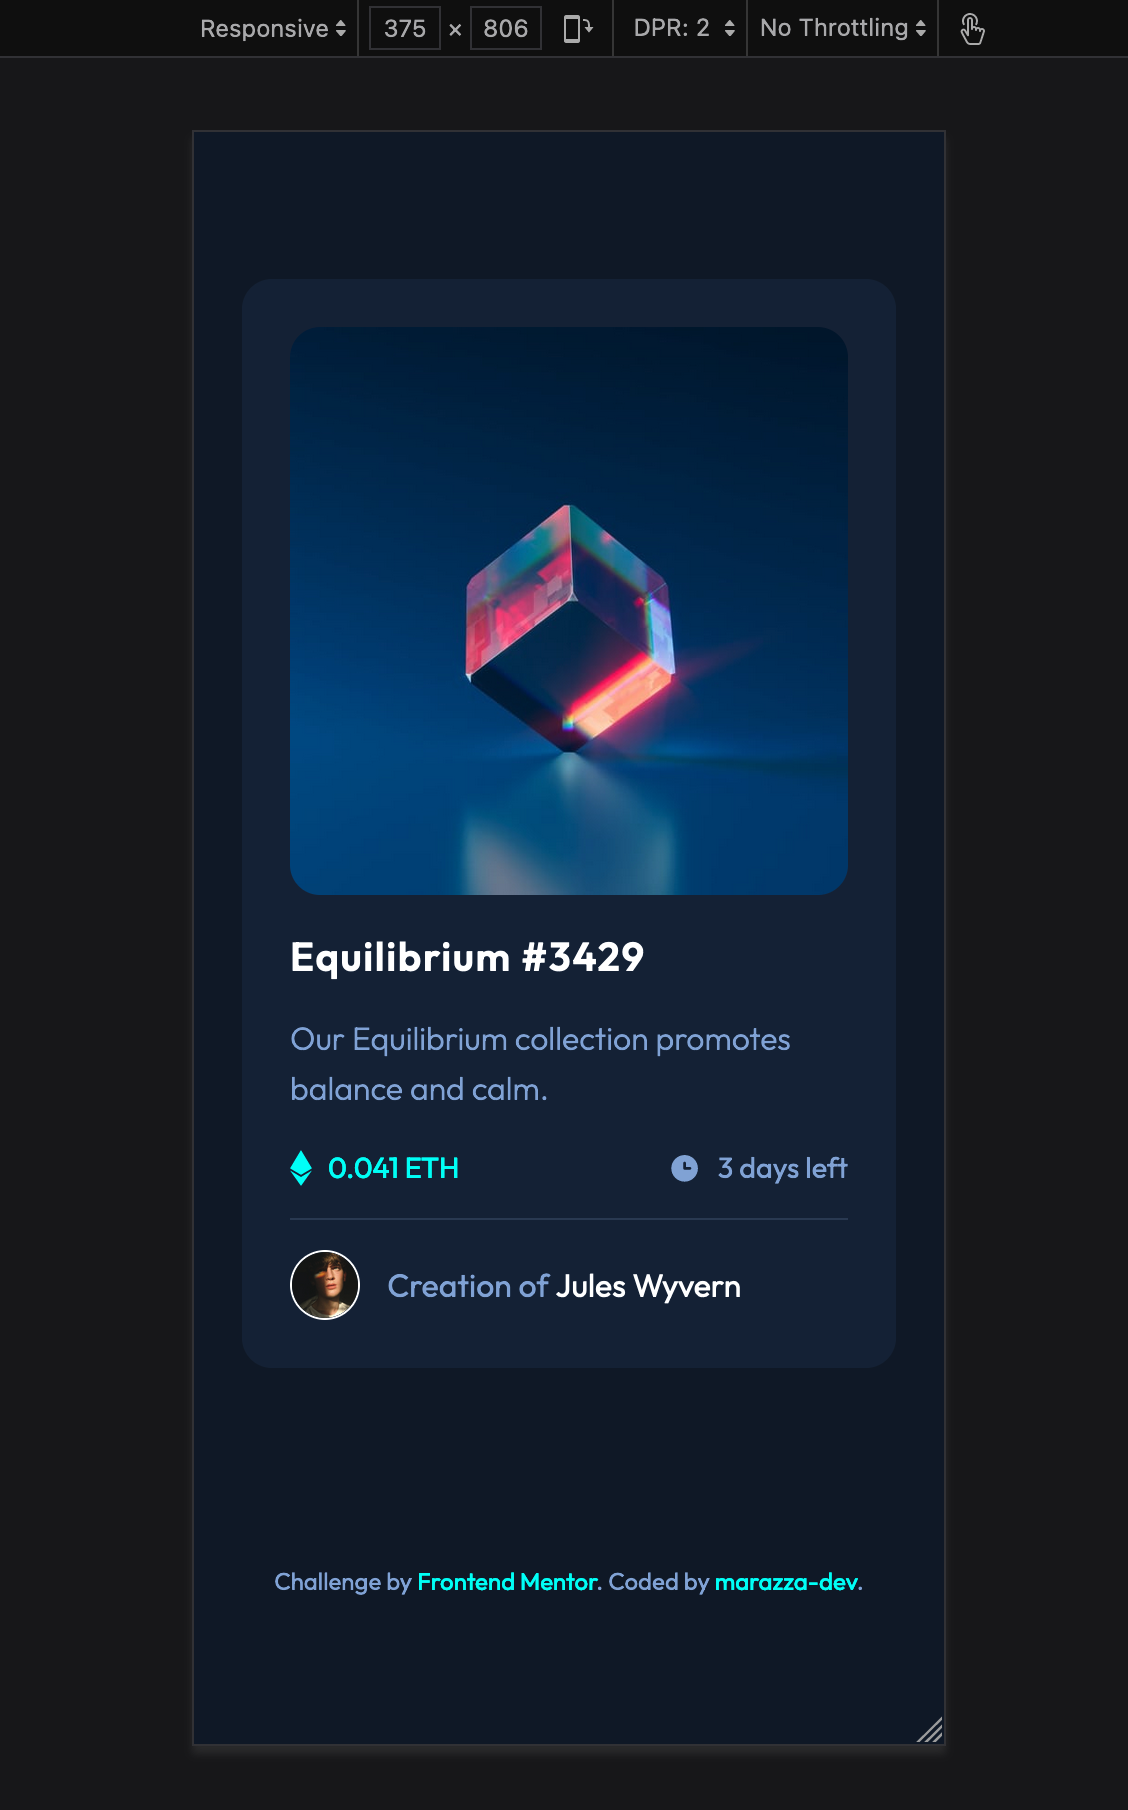 Responsive 375 × 806 DPR: 2 No Throttling
Equilibrium #3429
Our Equilibrium collection promotes
balance and calm.
0.041 ETH 3 days left
Creation of Jules Wyvern
Challenge by Frontend Mentor. Coded by marazza-dev.